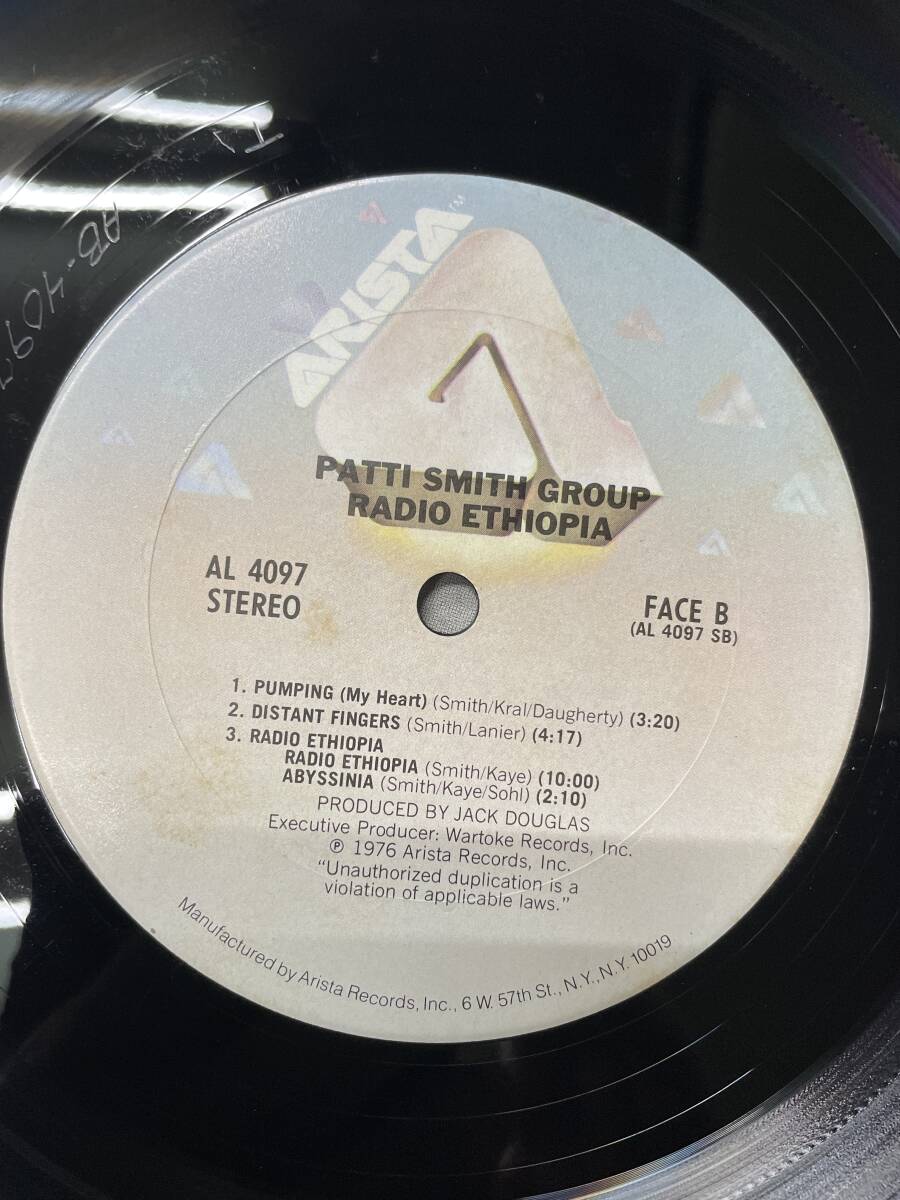 ARISTA™
PATTI SMITH GROUP
RADIO ETHIOPIA
AL 4097
STEREO
FACE B
(AL 4097 SB)
1. PUMPING (My Heart) (Smith/Kral/Daugherty) (3:20)
2. DISTANT FINGERS (Smith/Lanier) (4:17)
3. RADIO ETHIOPIA
RADIO ETHIOPIA (Smith/Kaye) (10:00)
ABYSSINIA (Smith/Kaye/Sohl) (2:10)
PRODUCED BY JACK DOUGLAS
Executive Producer: Wartoke Records, Inc.
℗ 1976 Arista Records, Inc.
"Unauthorized duplication is a
violation of applicable laws."
Manufactured by Arista Records, Inc., 6 W. 57th St., N.Y., N.Y. 10019